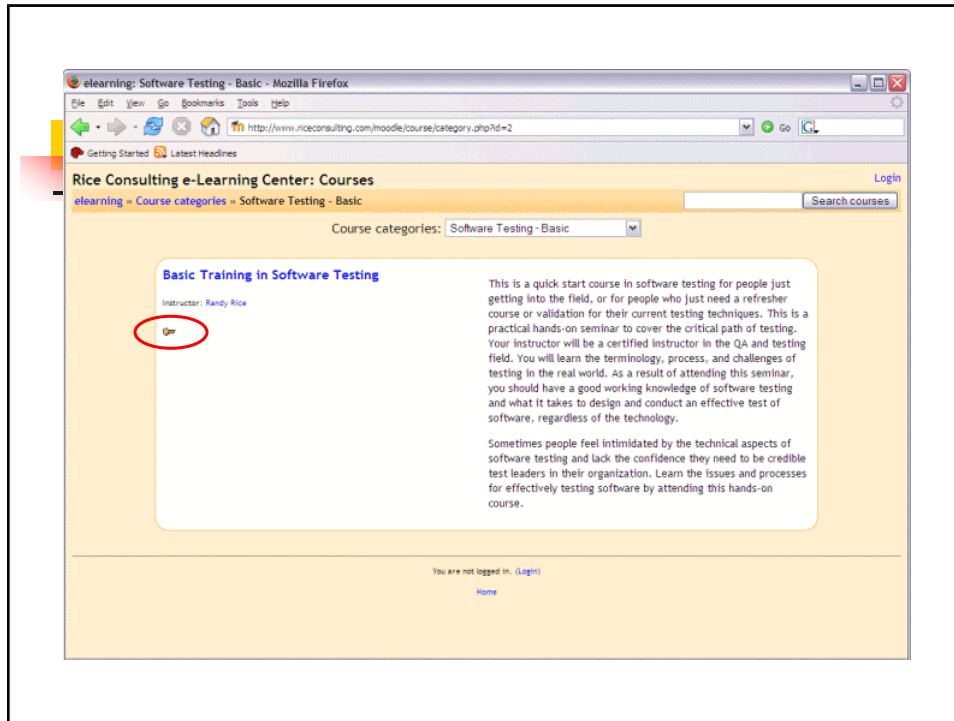 elearning: Software Testing - Basic - Mozilla Firefox
File Edit View Go Bookmarks Tools Help
http://www.riceconsulting.com/moodle/course/category.php?id=2
Go
Getting Started Latest Headlines
Rice Consulting e-Learning Center: Courses
Login
elearning » Course categories » Software Testing - Basic
Search courses
Course categories: Software Testing - Basic
Basic Training in Software Testing
Instructor: Randy Rice
This is a quick start course in software testing for people just
getting into the field, or for people who just need a refresher
course or validation for their current testing techniques. This is a
practical hands-on seminar to cover the critical path of testing.
Your instructor will be a certified instructor in the QA and testing
field. You will learn the terminology, process, and challenges of
testing in the real world. As a result of attending this seminar,
you should have a good working knowledge of software testing
and what it takes to design and conduct an effective test of
software, regardless of the technology.
Sometimes people feel intimidated by the technical aspects of
software testing and lack the confidence they need to be credible
test leaders in their organization. Learn the issues and processes
for effectively testing software by attending this hands-on
course.
You are not logged in. (Login)
Home